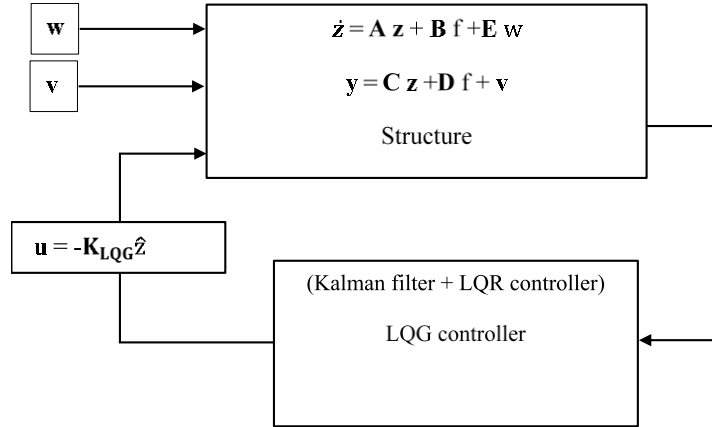 w
ż = A z + B f +E w
v
y = C z +D f + v
Structure
u = -K_LQG ẑ
(Kalman filter + LQR controller)
LQG controller